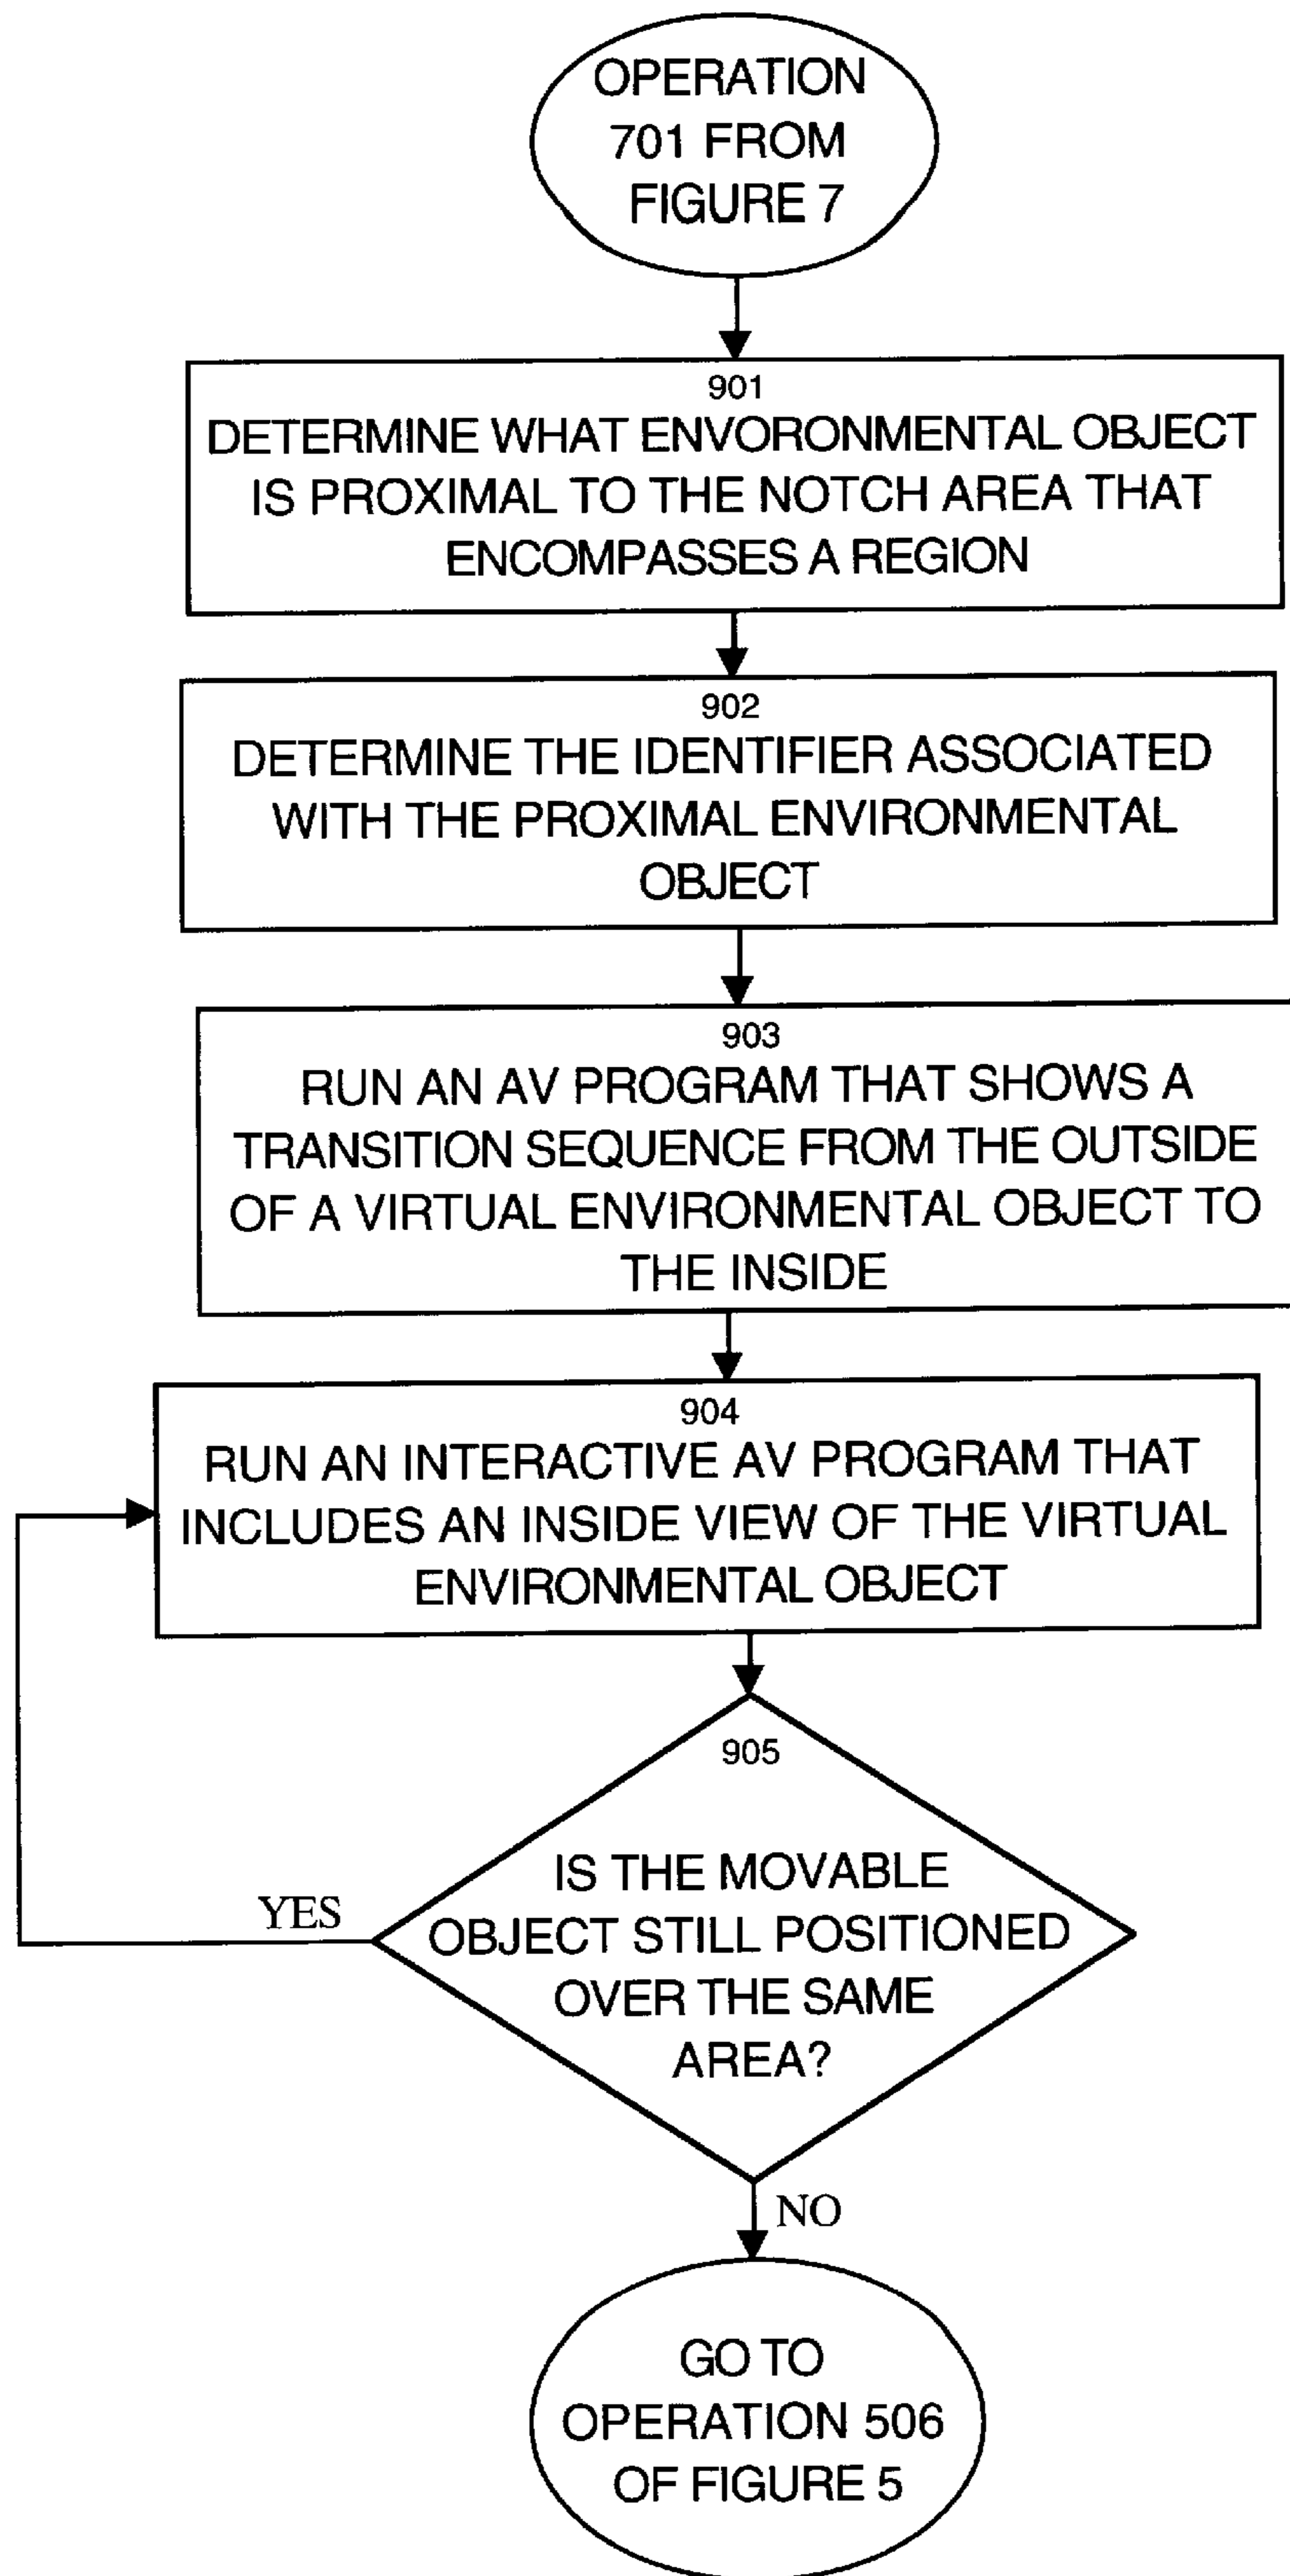 OPERATION
701 FROM
FIGURE 7
901
DETERMINE WHAT ENVORONMENTAL OBJECT
IS PROXIMAL TO THE NOTCH AREA THAT
ENCOMPASSES A REGION
902
DETERMINE THE IDENTIFIER ASSOCIATED
WITH THE PROXIMAL ENVIRONMENTAL
OBJECT
903
RUN AN AV PROGRAM THAT SHOWS A
TRANSITION SEQUENCE FROM THE OUTSIDE
OF A VIRTUAL ENVIRONMENTAL OBJECT TO
THE INSIDE
904
RUN AN INTERACTIVE AV PROGRAM THAT
INCLUDES AN INSIDE VIEW OF THE VIRTUAL
ENVIRONMENTAL OBJECT
905
IS THE MOVABLE
OBJECT STILL POSITIONED
OVER THE SAME
AREA?
YES
NO
GO TO
OPERATION 506
OF FIGURE 5